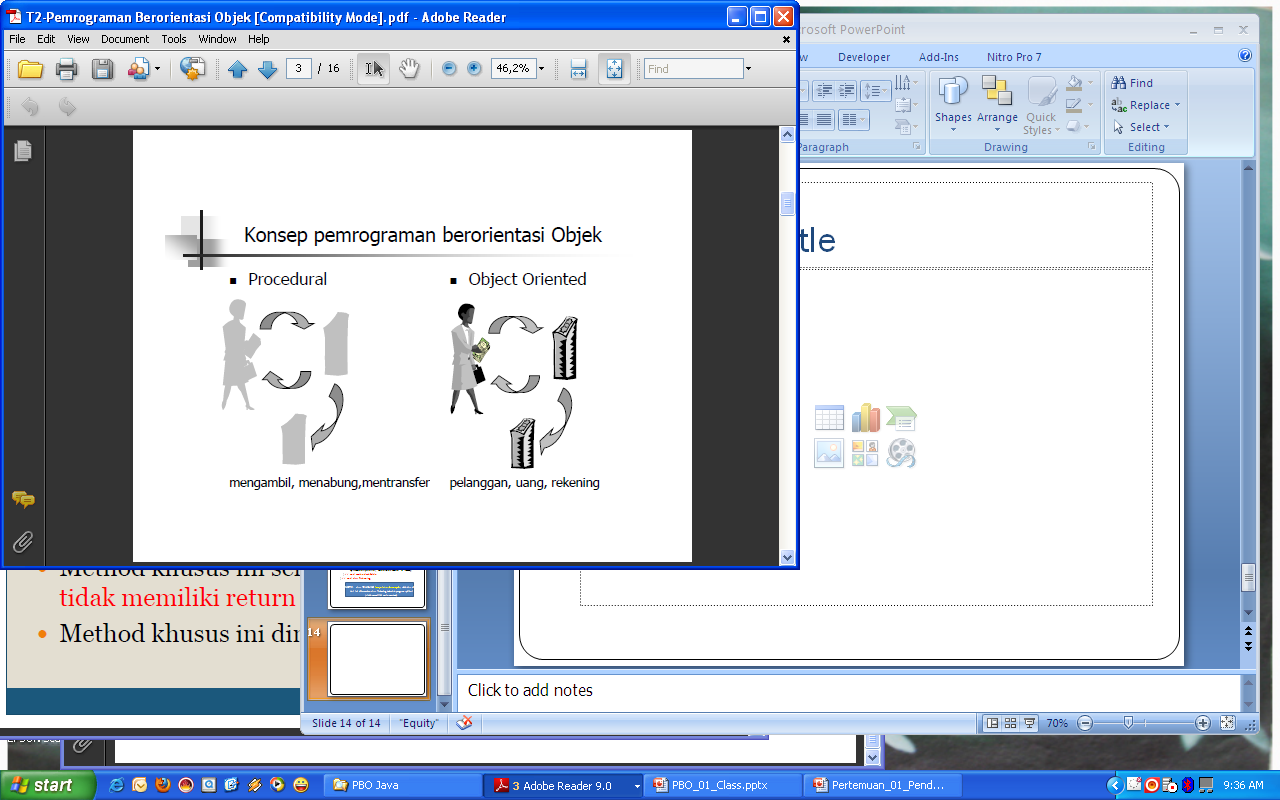 T2-Pemrograman Berorientasi Objek [Compatibility Mode].pdf - Adobe Reader
File Edit View Document Tools Window Help
3 / 16 46,2% Find
Konsep pemrograman berorientasi Objek
Procedural
Object Oriented
mengambil, menabung,mentransfer
pelanggan, uang, rekening
rosoft PowerPoint
w Developer Add-Ins Nitro Pro 7
Shapes Arrange Quick Styles
Find
Replace
Select
Paragraph Drawing Editing
tle
Method khusus ini
tidak memiliki return
Method khusus ini
14
Click to add notes
Slide 14 of 14 "Equity" 70%
start PBO Java 3 Adobe Reader 9.0 PBO_01_Class.pptx Pertemuan_01_Pend... 9:36 AM